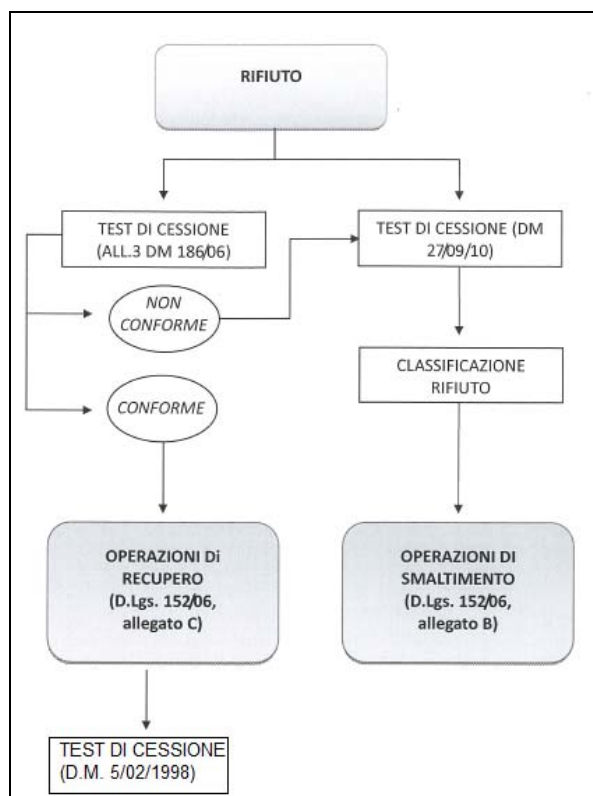 RIFIUTO
TEST DI CESSIONE
(ALL.3 DM 186/06)
TEST DI CESSIONE (DM
27/09/10)
NON
CONFORME
CLASSIFICAZIONE
RIFIUTO
CONFORME
OPERAZIONI Di
RECUPERO
(D.Lgs. 152/06,
allegato C)
OPERAZIONI DI
SMALTIMENTO
(D.Lgs. 152/06,
allegato B)
TEST DI CESSIONE
(D.M. 5/02/1998)